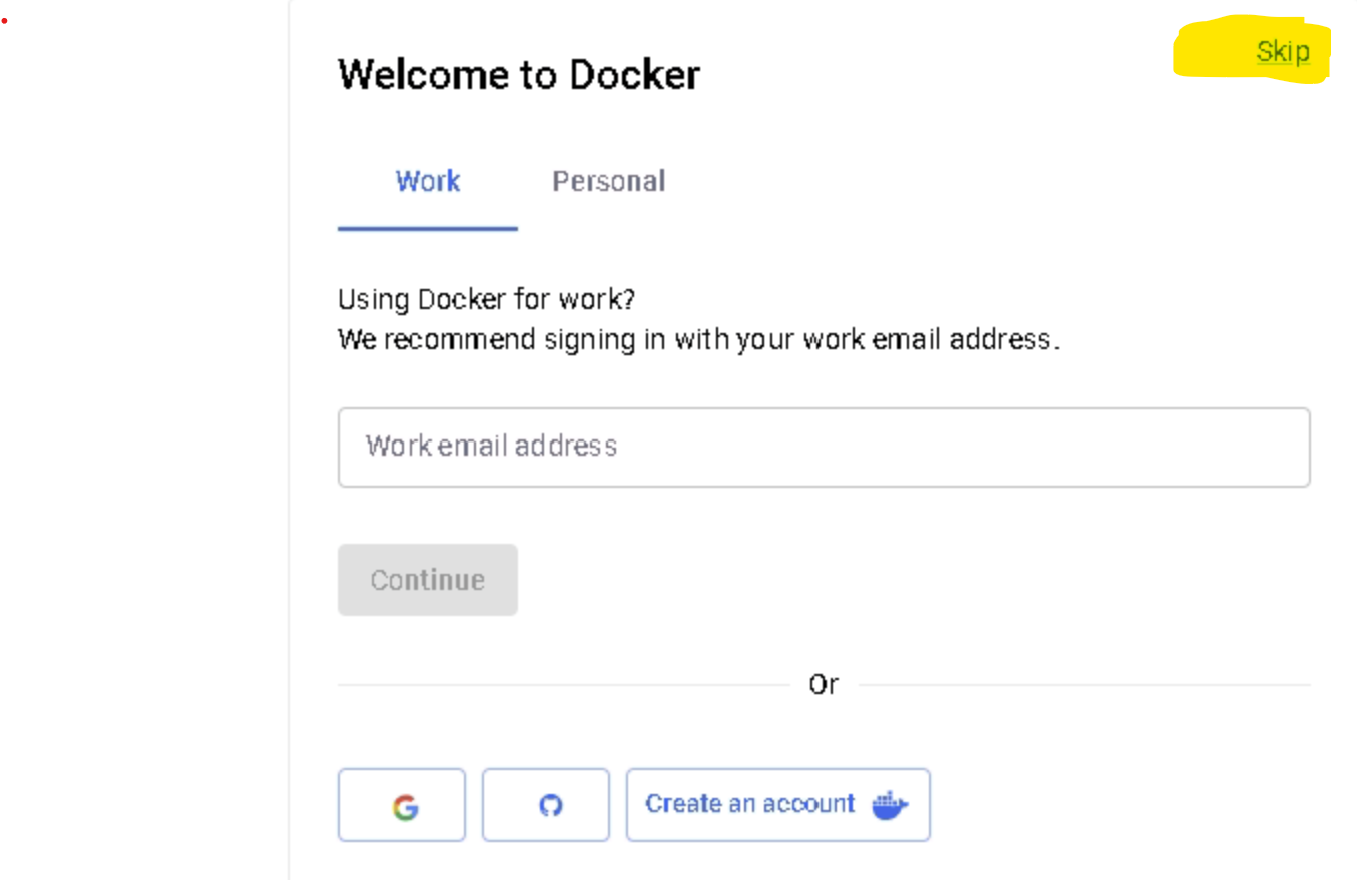 Skip
Welcome to Docker
Work
Personal
Using Docker for work?
We recommend signing in with your work email address.
Work email address
Continue
Or
Create an account